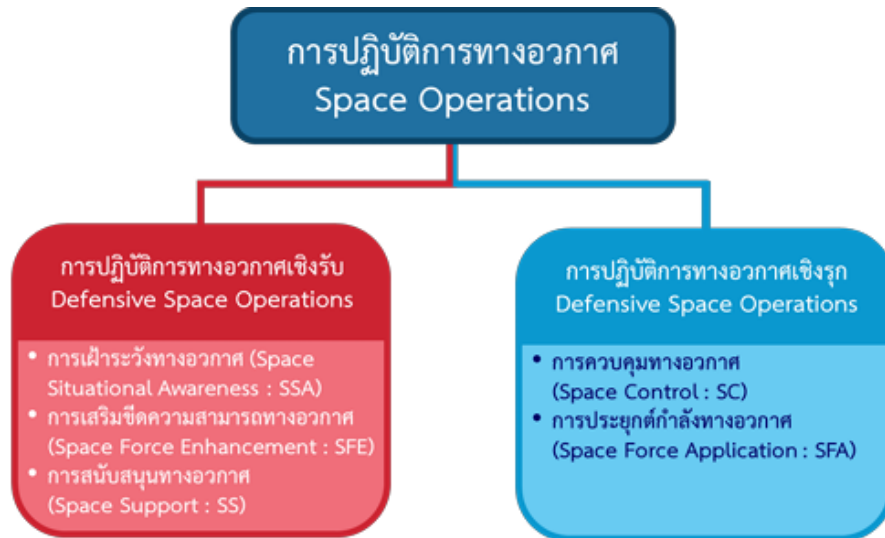 การปฏิบัติการทางอวกาศ
Space Operations
การปฏิบัติการทางอวกาศเชิงรับ
Defensive Space Operations
• การเฝ้าระวังทางอวกาศ (Space
Situational Awareness : SSA)
• การเสริมขีดความสามารถทางอวกาศ
(Space Force Enhancement : SFE)
• การสนับสนุนทางอวกาศ
(Space Support : SS)
การปฏิบัติการทางอวกาศเชิงรุก
Defensive Space Operations
• การควบคุมทางอวกาศ
(Space Control : SC)
• การประยุกต์กำลังทางอวกาศ
(Space Force Application : SFA)